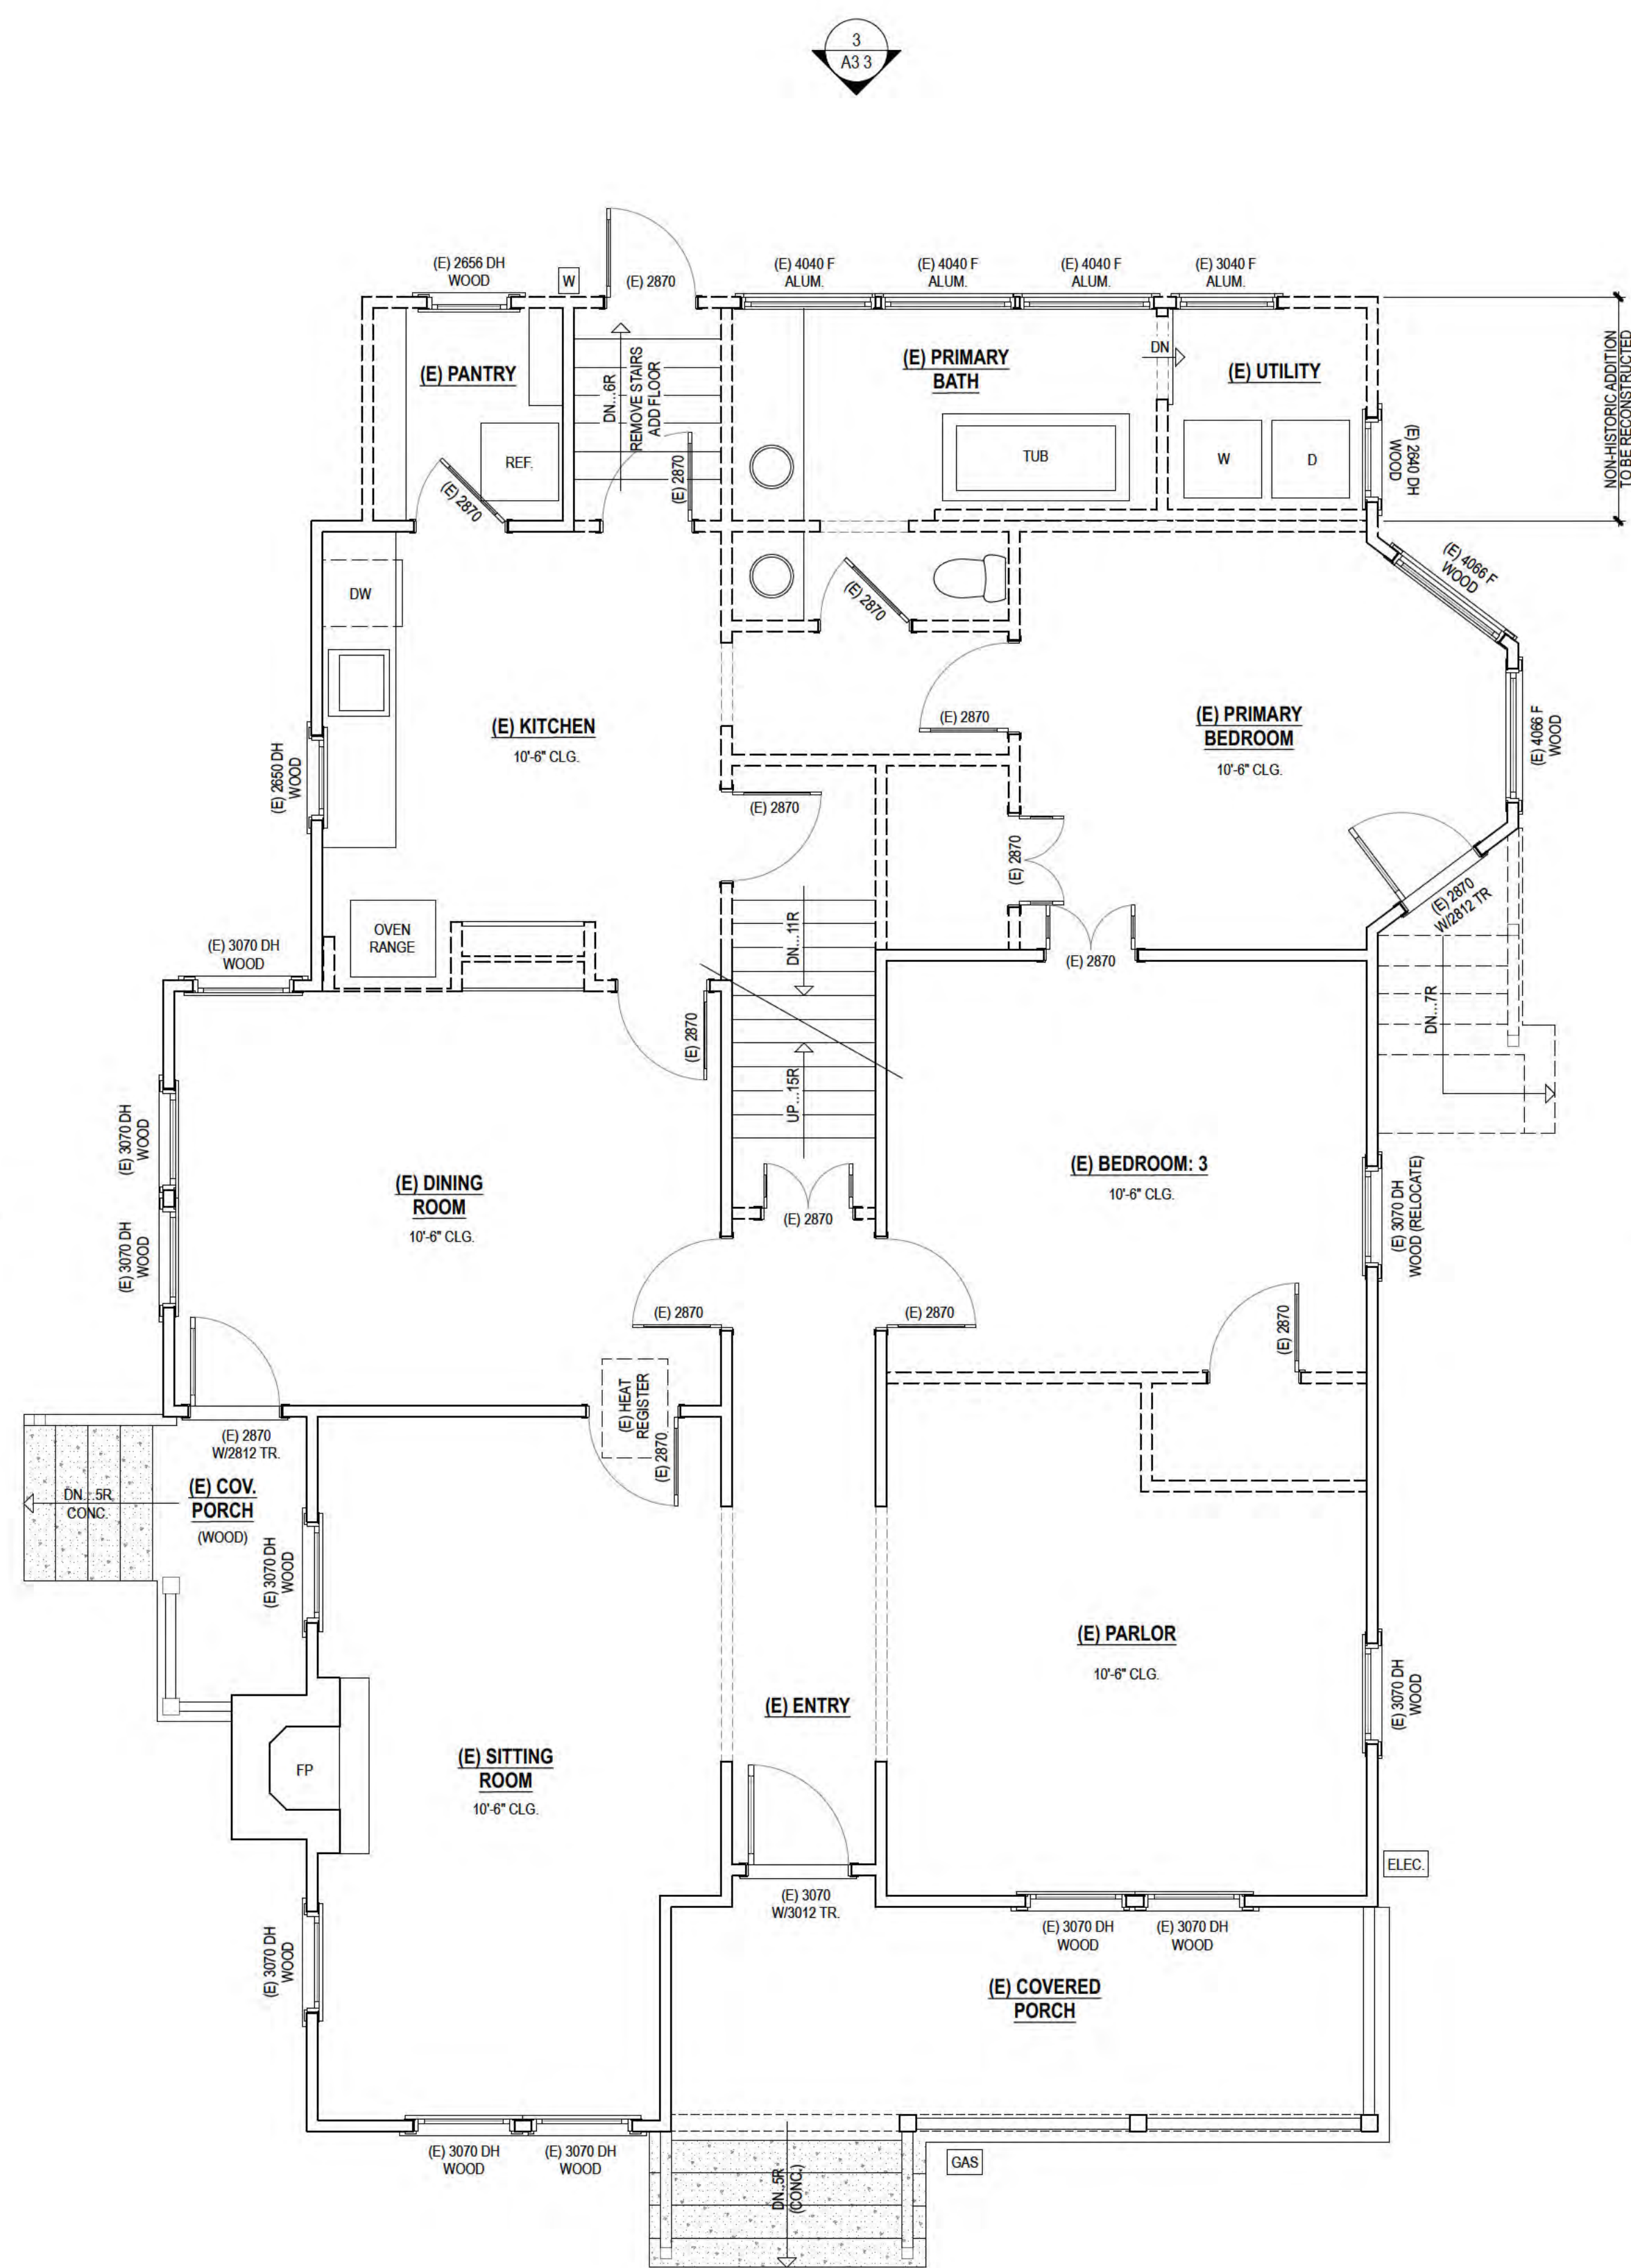 3
A3 3
(E) 2656 DH
WOOD
W
(E) 2870
(E) 4040 F
ALUM.
(E) 4040 F
ALUM.
(E) 4040 F
ALUM.
(E) 3040 F
ALUM.
NON-HISTORIC ADDITION
TO BE RECONSTRUCTED
(E) PANTRY
DN...6R
REMOVE STAIRS
ADD FLOOR
(E) PRIMARY
BATH
DN
(E) UTILITY
REF.
(E) 2870
(E) 2870
TUB
W
D
(E) 2640 DH
WOOD
DW
(E) 2870
(E) 4066 F
WOOD
(E) KITCHEN
10'-6" CLG.
(E) 2870
(E) PRIMARY
BEDROOM
10'-6" CLG.
(E) 4066 F
WOOD
(E) 2650 DH
WOOD
(E) 2870
(E) 2870
(E) 2870
W/2812 TR
OVEN
RANGE
(E) 3070 DH
WOOD
DN...11R
(E) 2870
DN...7R
(E) 2870
UP...15R
(E) 3070 DH
WOOD
(E) 3070 DH
WOOD
(E) DINING
ROOM
10'-6" CLG.
(E) 2870
(E) BEDROOM: 3
10'-6" CLG.
(E) 3070 DH
WOOD (RELOCATE)
(E) 2870
(E) 2870
(E) 2870
(E) HEAT
REGISTER
(E) 2870
(E) 2870
W/2812 TR.
DN...5R
CONC.
(E) COV.
PORCH
(WOOD)
(E) 3070 DH
WOOD
(E) PARLOR
10'-6" CLG.
(E) 3070 DH
WOOD
(E) ENTRY
FP
(E) SITTING
ROOM
10'-6" CLG.
ELEC.
(E) 3070
W/3012 TR.
(E) 3070 DH
WOOD
(E) 3070 DH
WOOD
(E) 3070 DH
WOOD
(E) COVERED
PORCH
(E) 3070 DH
WOOD
(E) 3070 DH
WOOD
DN..5R
(CONC.)
GAS